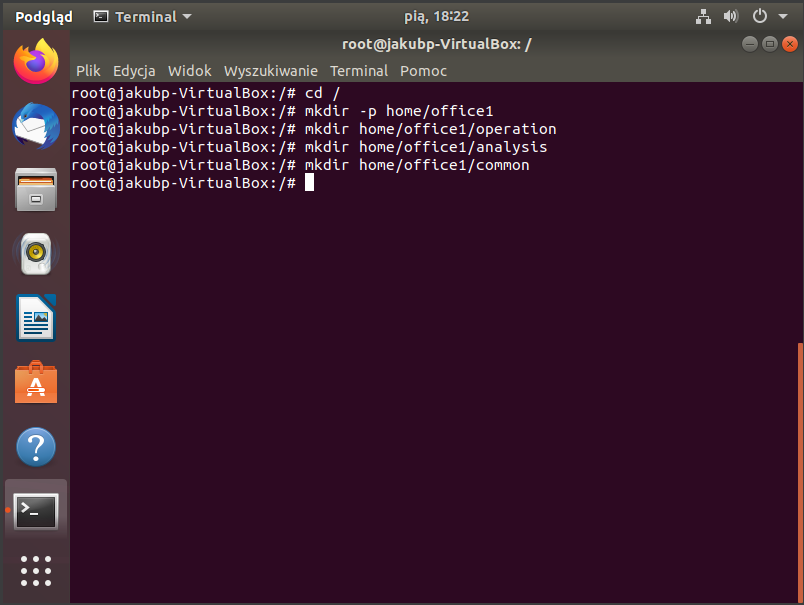 Podgląd Terminal pią, 18:22
root@jakubp-VirtualBox: /
Plik Edycja Widok Wyszukiwanie Terminal Pomoc
root@jakubp-VirtualBox:/# cd /
root@jakubp-VirtualBox:/# mkdir -p home/office1
root@jakubp-VirtualBox:/# mkdir home/office1/operation
root@jakubp-VirtualBox:/# mkdir home/office1/analysis
root@jakubp-VirtualBox:/# mkdir home/office1/common
root@jakubp-VirtualBox:/#